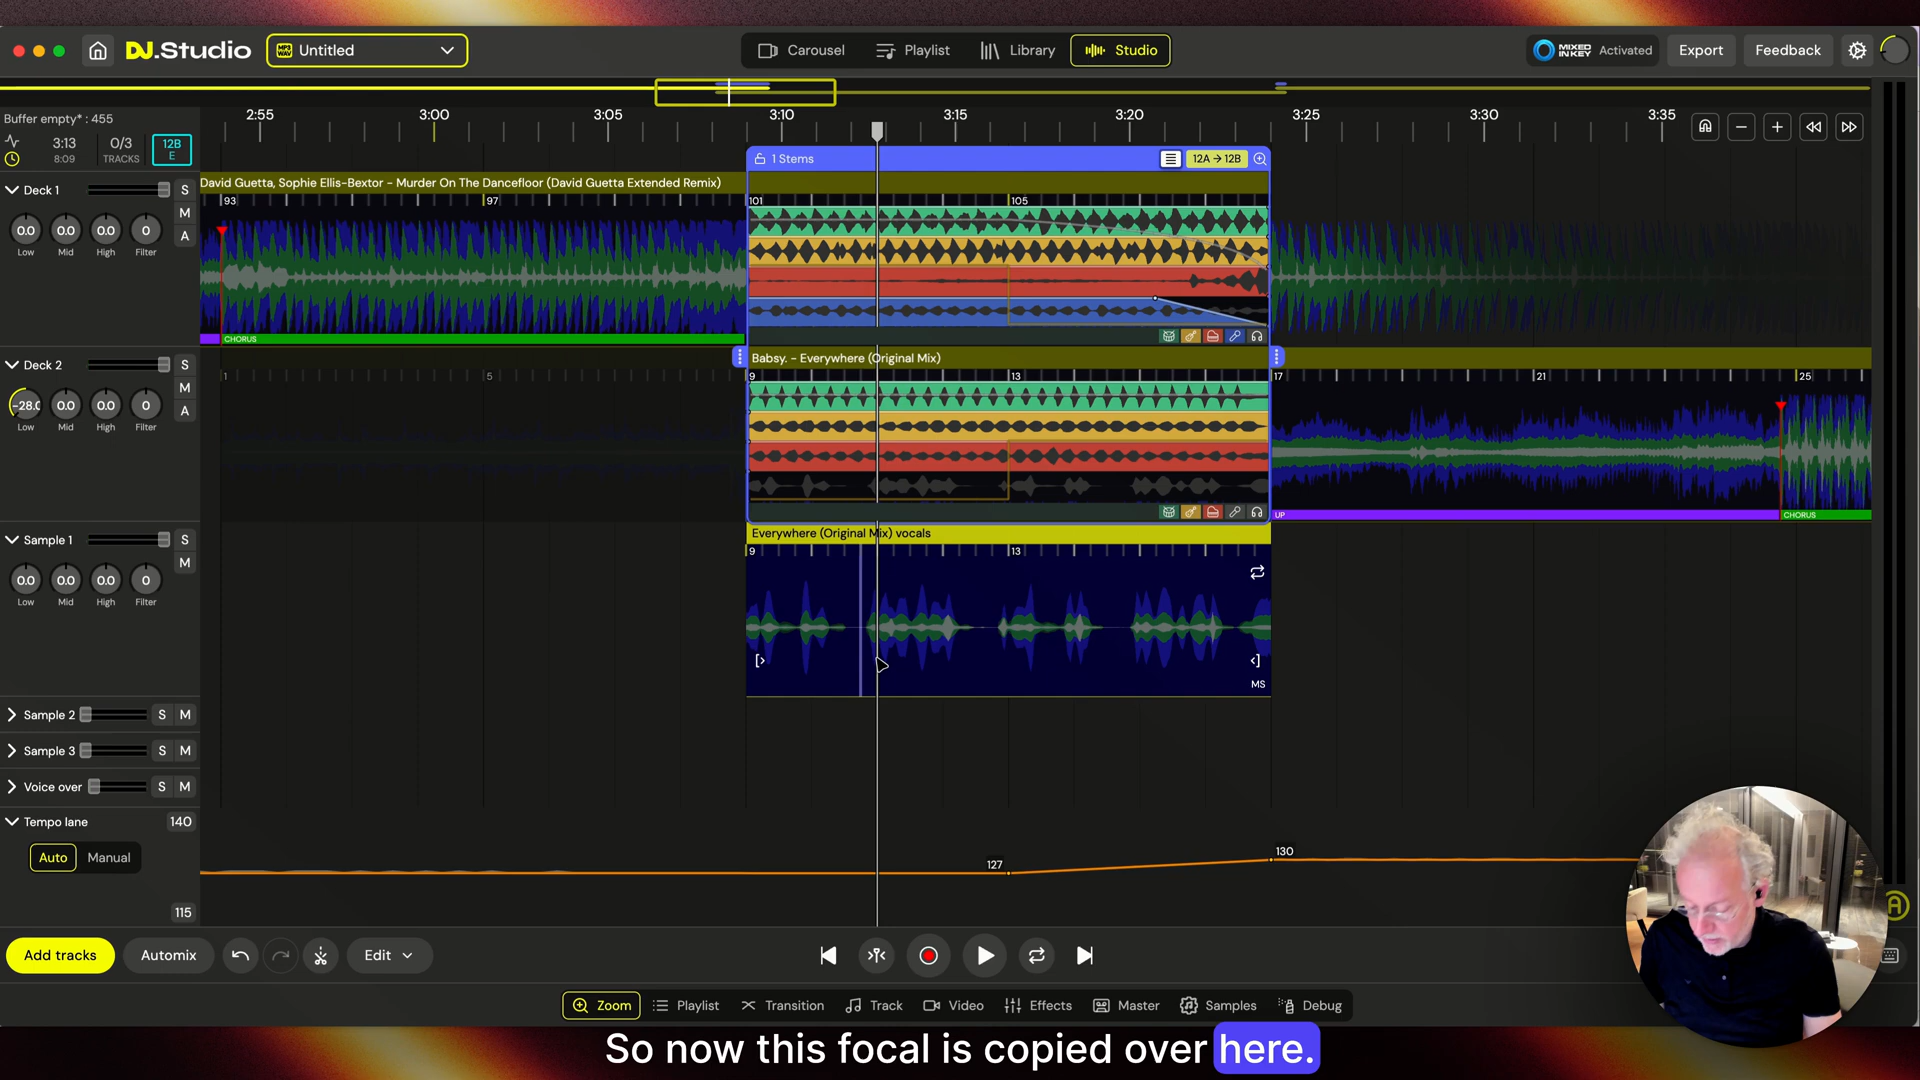 DJ.Studio
Untitled
Carousel
Playlist
Library
Studio
MIXED IN KEY
Activated
Export
Feedback
Buffer empty* : 455
2:55
3:00
3:05
3:10
3:15
3:20
3:25
3:30
3:35
3:13
8:09
0/3
TRACKS
12B
E
1 Stems
12A → 12B
Deck 1
S
M
A
0.0
0.0
0.0
0
Low
Mid
High
Filter
David Guetta, Sophie Ellis-Bextor - Murder On The Dancefloor (David Guetta Extended Remix)
93
97
101
105
CHORUS
Deck 2
S
M
A
-28.0
0.0
0.0
0
Low
Mid
High
Filter
Babsy. - Everywhere (Original Mix)
1
5
9
13
17
21
25
UP
CHORUS
Sample 1
S
M
0.0
0.0
0.0
0
Low
Mid
High
Filter
Everywhere (Original Mix) vocals
9
13
MS
Sample 2
S
M
Sample 3
S
M
Voice over
S
M
Tempo lane
140
Auto
Manual
115
127
130
Add tracks
Automix
Edit
Zoom
Playlist
Transition
Track
Video
Effects
Master
Samples
Debug
So now this focal is copied over here.